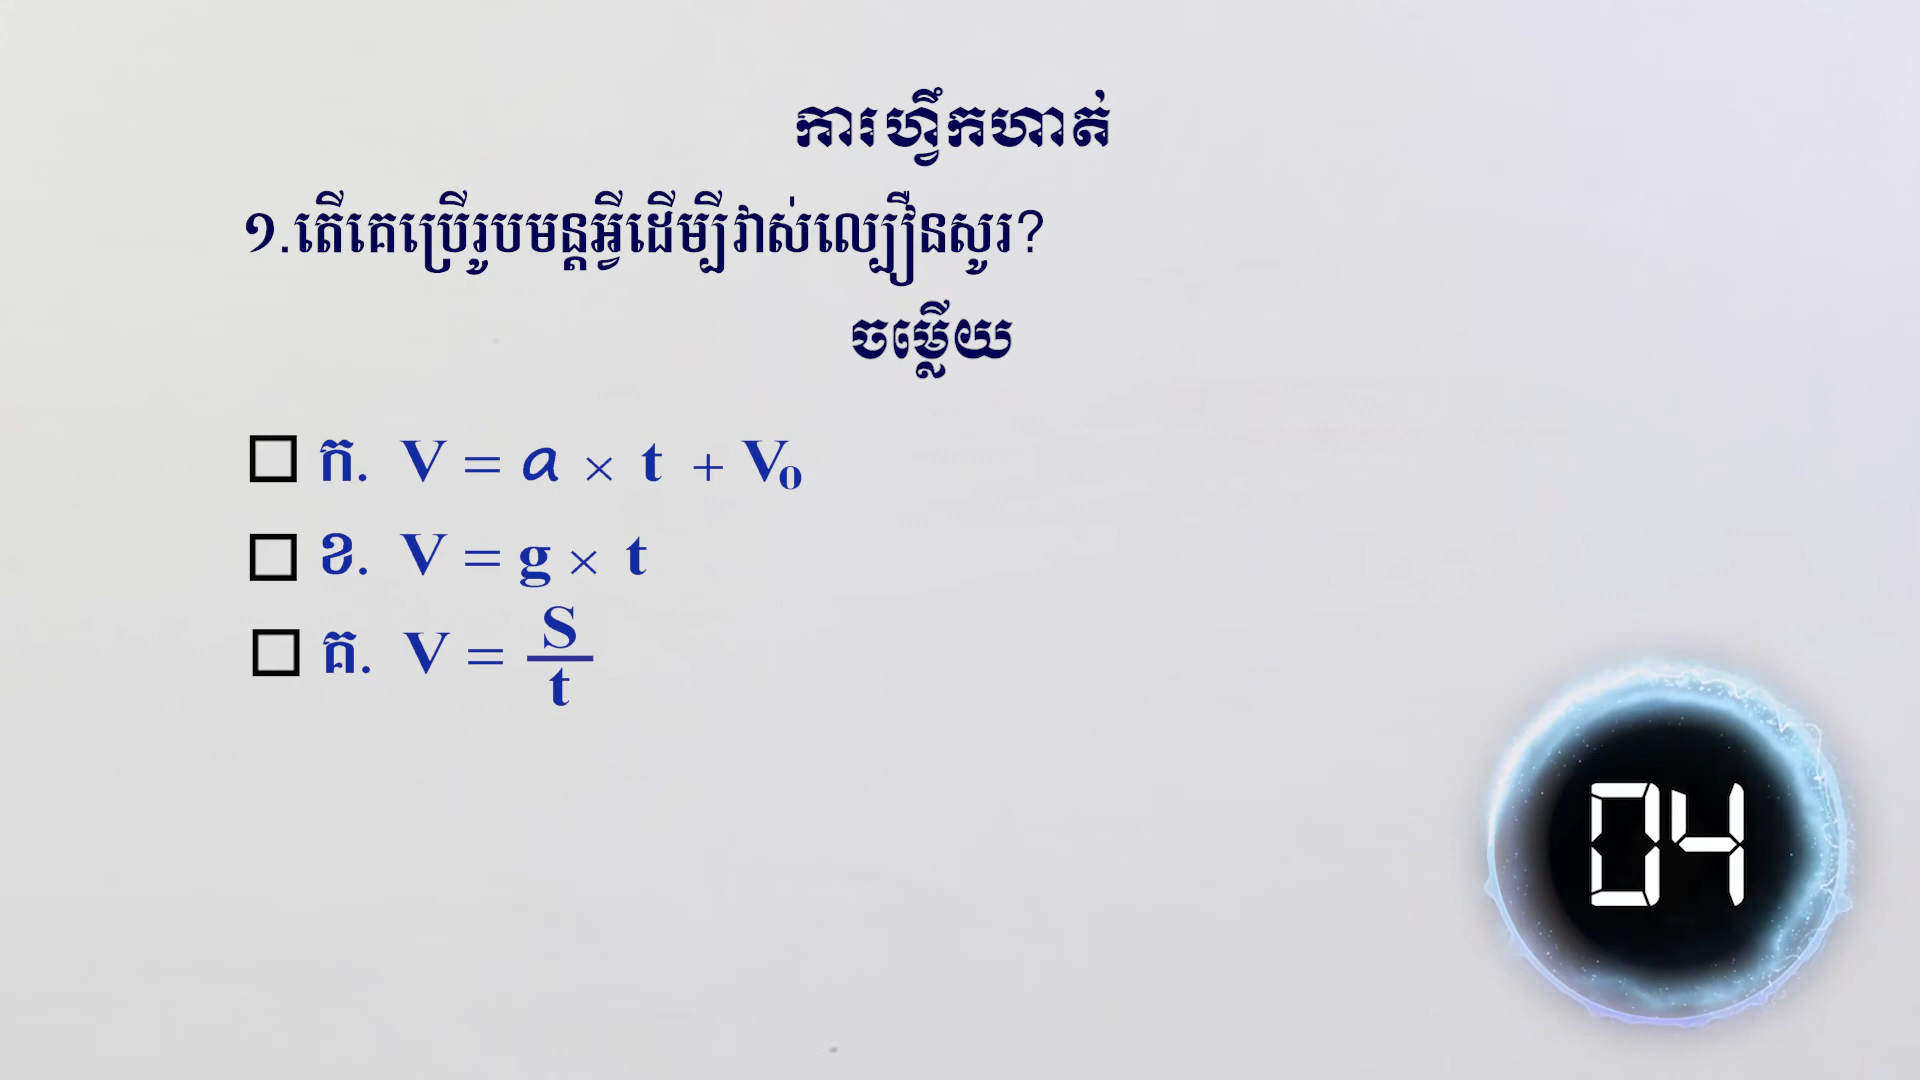 ការហ្វឹកហាត់
១.តើគេប្រើរូបមន្តអ្វីដើម្បីវាស់ល្បឿនសូរ?
ចម្លើយ
ក. V = a × t + V₀
ខ. V = g × t
គ. V = S/t
04